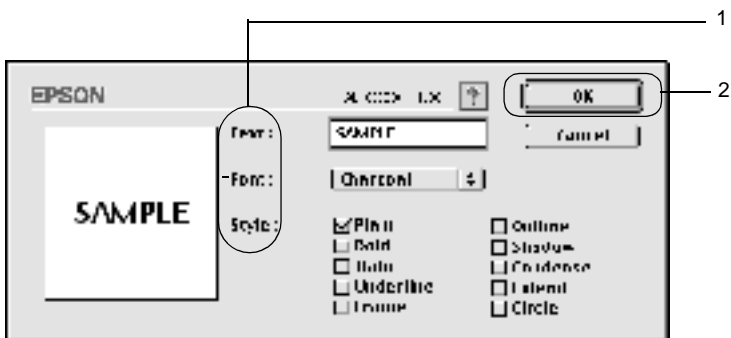 1
EPSON
OK
2
Text:
SAMPLE
Cancel
Font:
Charcoal
SAMPLE
Style:
Plain
Outline
Bold
Shadow
Italic
Condense
Underline
Extend
Circle